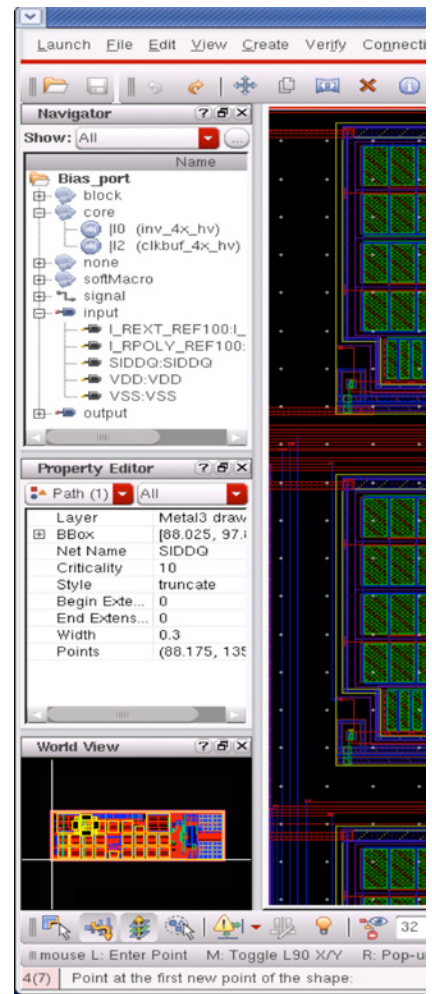 Launch File Edit View Create Verify Connecti
Navigator
Show: All
Name
Bias_port
block
core
|I0 (inv_4x_hv)
|I2 (clkbuf_4x_hv)
none
softMacro
signal
input
I_REXT_REF100:I_
I_RPOLY_REF100:
SIDDQ:SIDDQ
VDD:VDD
VSS:VSS
output
Property Editor
Path (1) All
Layer Metal3 draw
BBox [88.025, 97.8
Net Name SIDDQ
Criticality 10
Style truncate
Begin Exte... 0
End Extens... 0
Width 0.3
Points (88.175, 135
World View
32
mouse L: Enter Point M: Toggle L90 X/Y R: Pop-u
4(7) Point at the first new point of the shape: